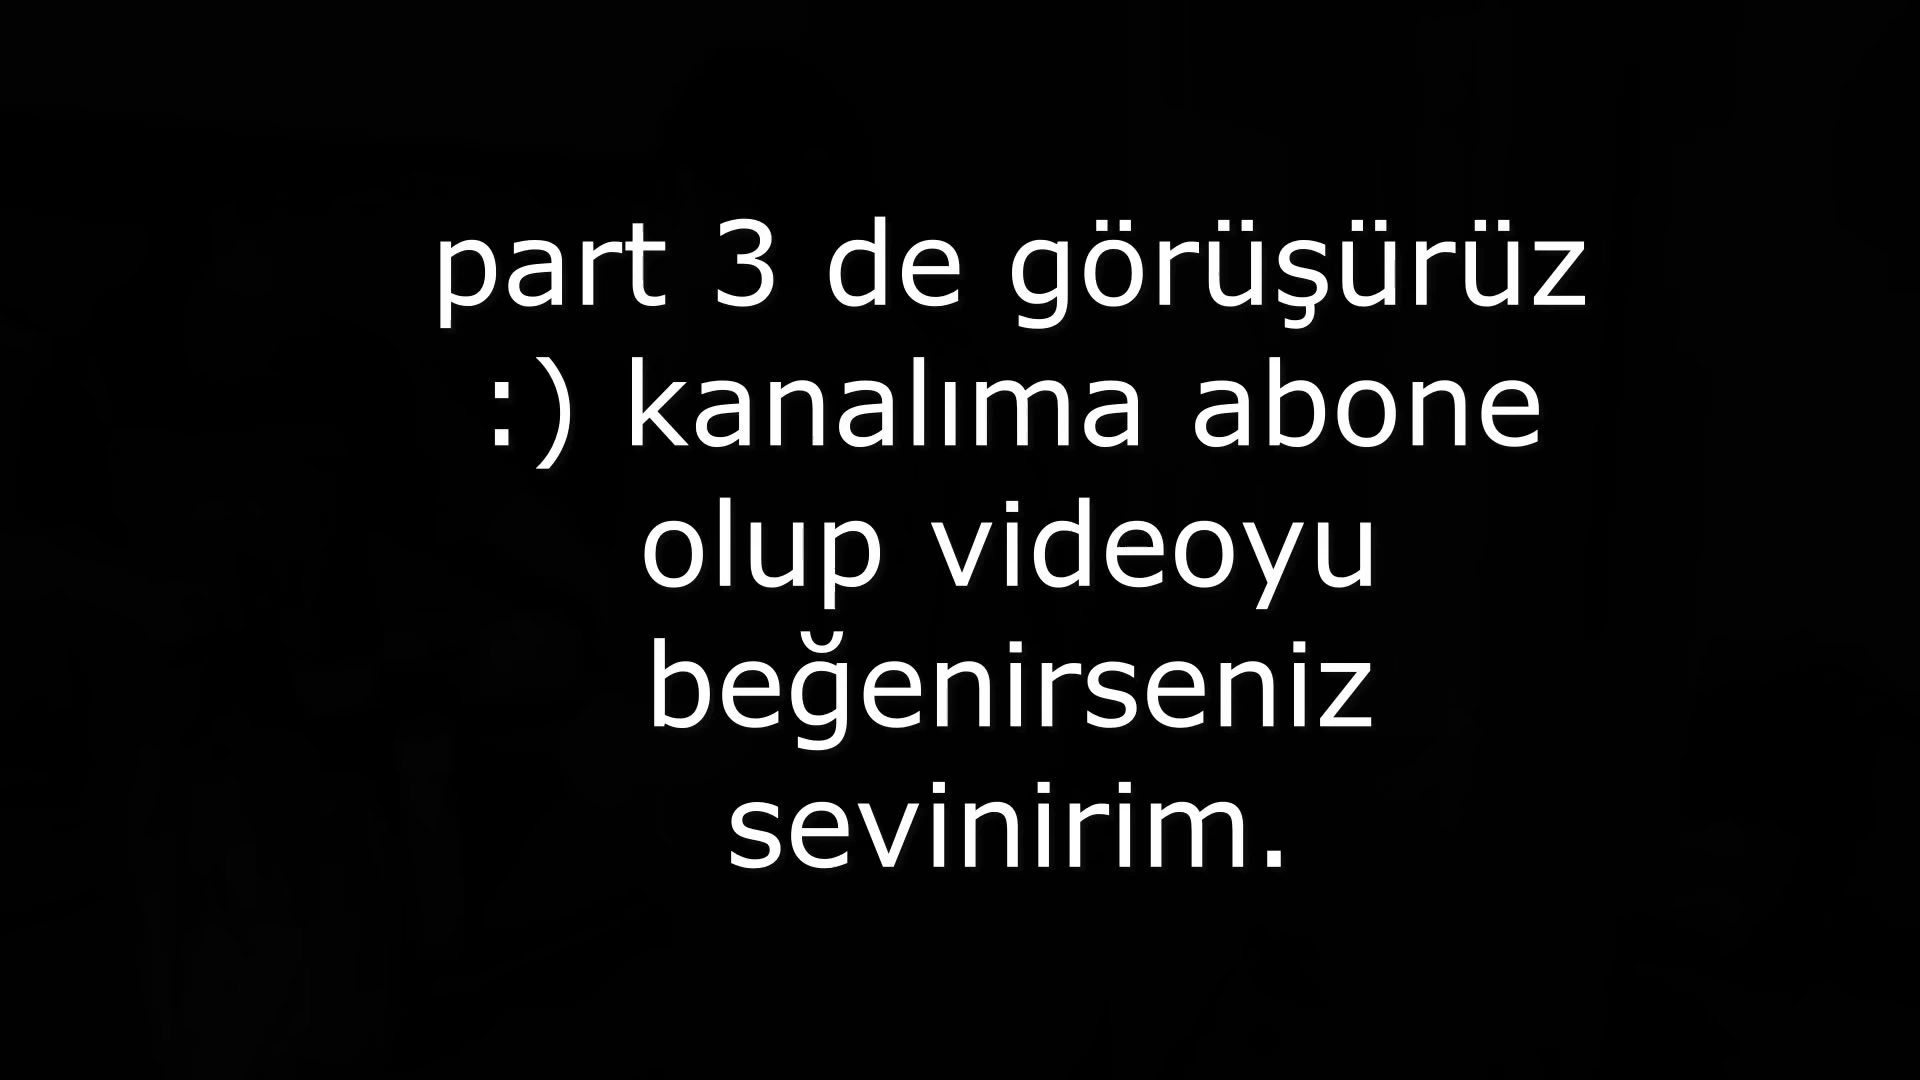 part 3 de görüşürüz
:) kanalıma abone
olup videoyu
beğenirseniz
sevinirim.